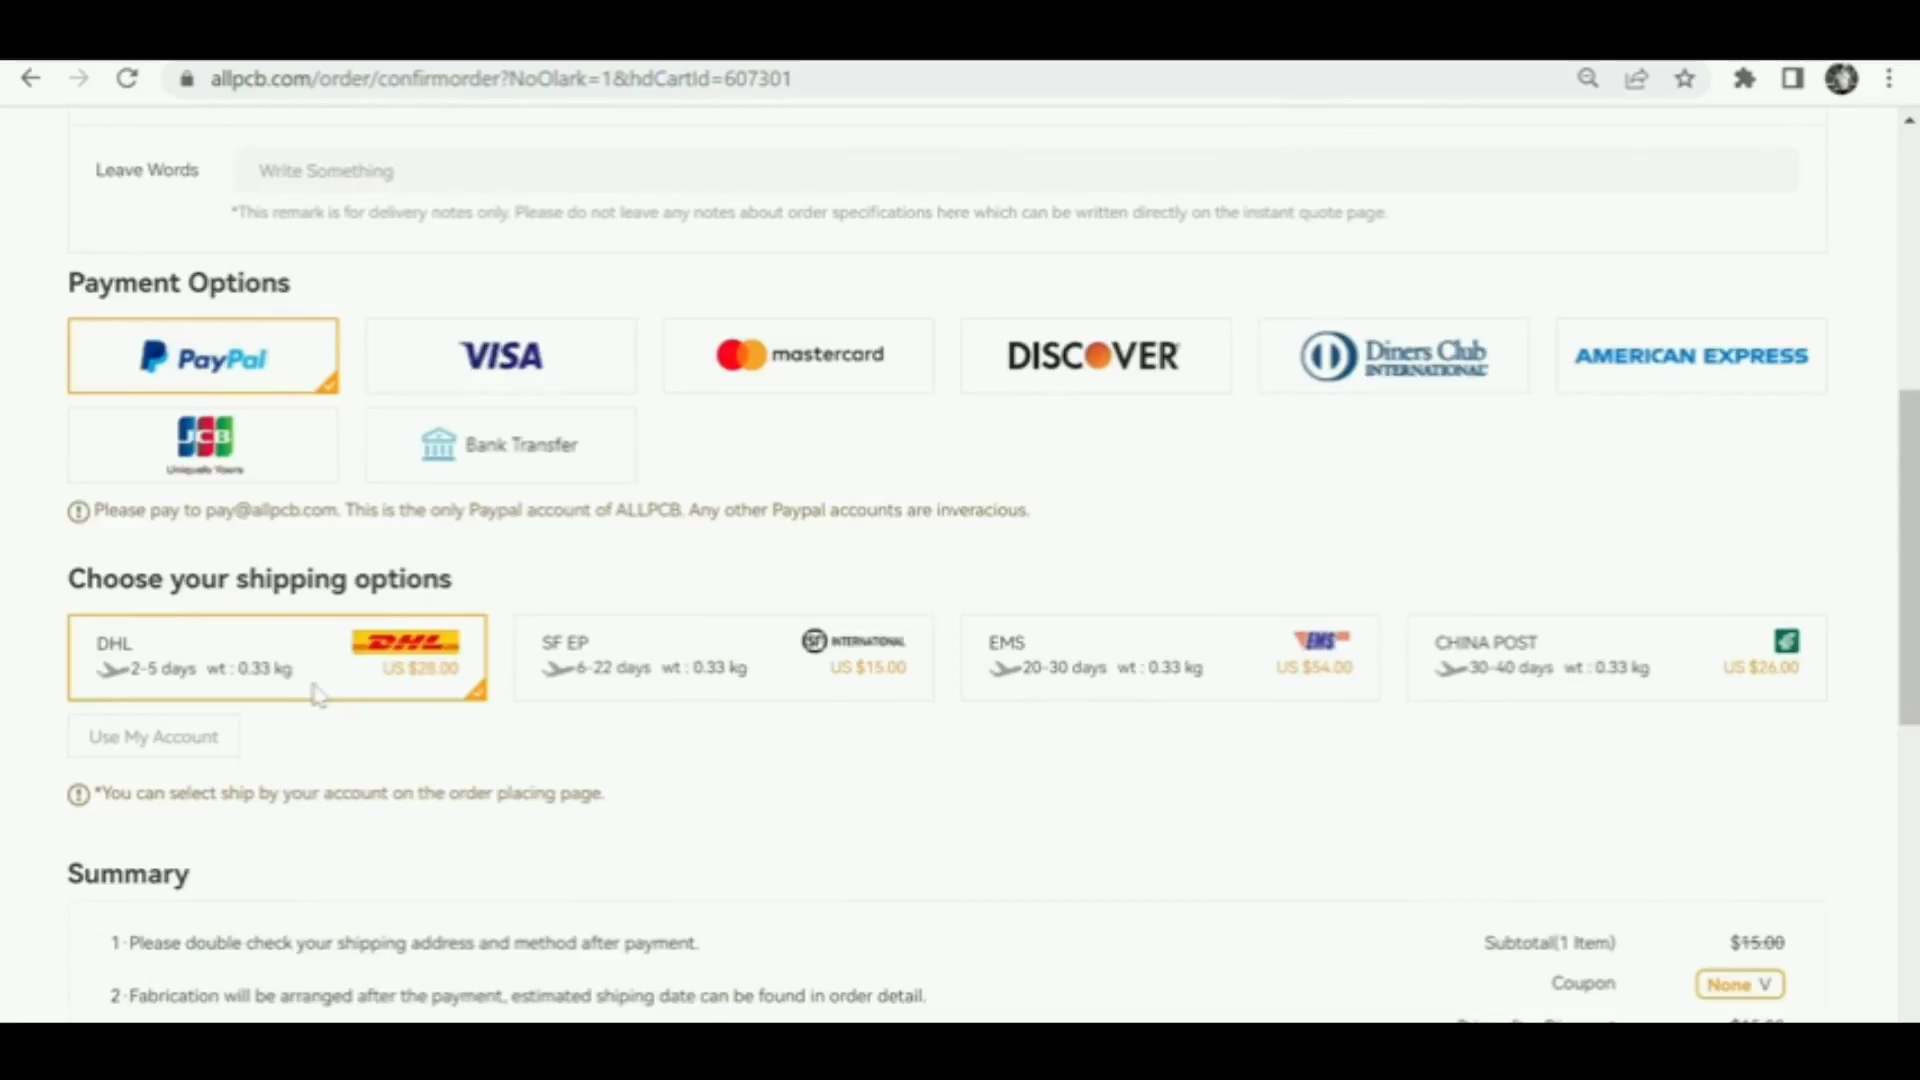 allpcb.com/order/confirmorder?NoOlark=1&hdCartId=607301
Leave Words
Write Something
*This remark is for delivery notes only. Please do not leave any notes about order specifications here which can be written directly on the instant quote page.
Payment Options
PayPal
VISA
mastercard
DISCOVER
Diners Club
INTERNATIONAL
AMERICAN EXPRESS
JCB
Uniquely Yours
Bank Transfer
Please pay to pay@allpcb.com. This is the only Paypal account of ALLPCB. Any other Paypal accounts are inveracious.
Choose your shipping options
DHL
DHL
2-5 days wt : 0.33 kg
US $28.00
SF EP
SF INTERNATIONAL
6-22 days wt : 0.33 kg
US $15.00
EMS
EMS
20-30 days wt : 0.33 kg
US $54.00
CHINA POST
30-40 days wt : 0.33 kg
US $26.00
Use My Account
*You can select ship by your account on the order placing page.
Summary
1 · Please double check your shipping address and method after payment.
Subtotal(1 Item) $15.00
Coupon None V
2 · Fabrication will be arranged after the payment, estimated shiping date can be found in order detail.